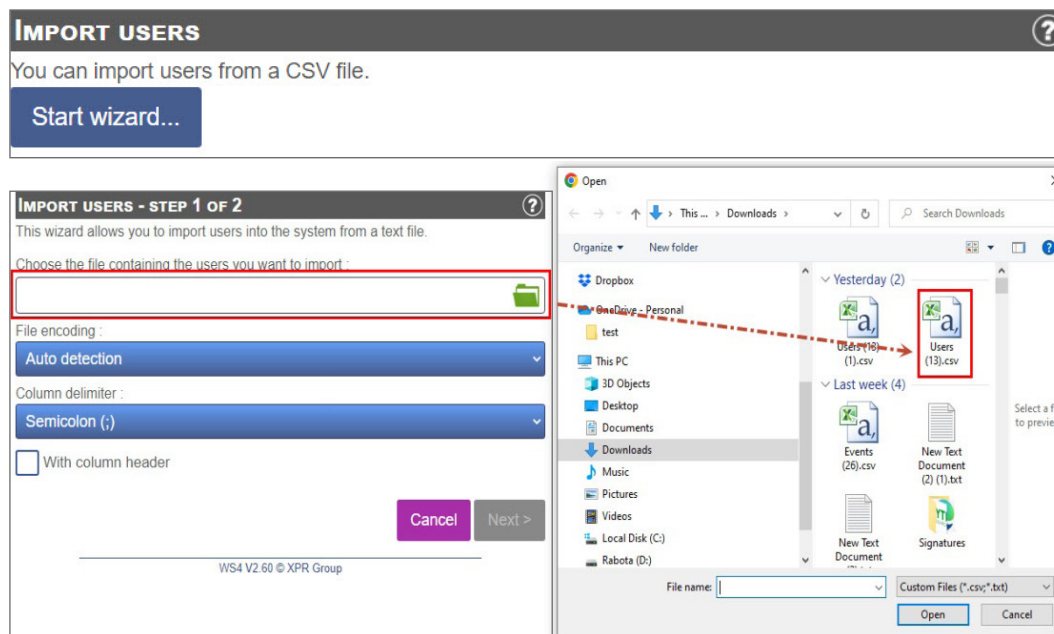 IMPORT USERS
?
You can import users from a CSV file.
Start wizard...
IMPORT USERS - STEP 1 OF 2
?
This wizard allows you to import users into the system from a text file.
Choose the file containing the users you want to import :
File encoding :
Auto detection
Column delimiter :
Semicolon (;)
With column header
Cancel
Next >
WS4 V2.60 © XPR Group
Open
This ... › Downloads ›
Search Downloads
Organize
New folder
?
Dropbox
OneDrive - Personal
test
This PC
3D Objects
Desktop
Documents
Downloads
Music
Pictures
Videos
Local Disk (C:)
Rabota (D:)
Yesterday (2)
Users (13)
(1).csv
Users
(13).csv
Last week (4)
Events
(26).csv
New Text
Document
(2) (1).txt
New Text
Document
Signatures
Select a f
to previe
File name:
Custom Files (*.csv;*.txt)
Open
Cancel